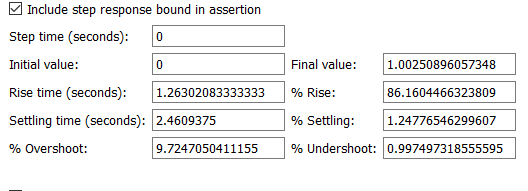 Include step response bound in assertion
Step time (seconds): 0
Initial value: 0 Final value: 1.00250896057348
Rise time (seconds): 1.26302083333333 % Rise: 86.1604466323809
Settling time (seconds): 2.4609375 % Settling: 1.24776546299607
% Overshoot: 9.7247050411155 % Undershoot: 0.997497318555595